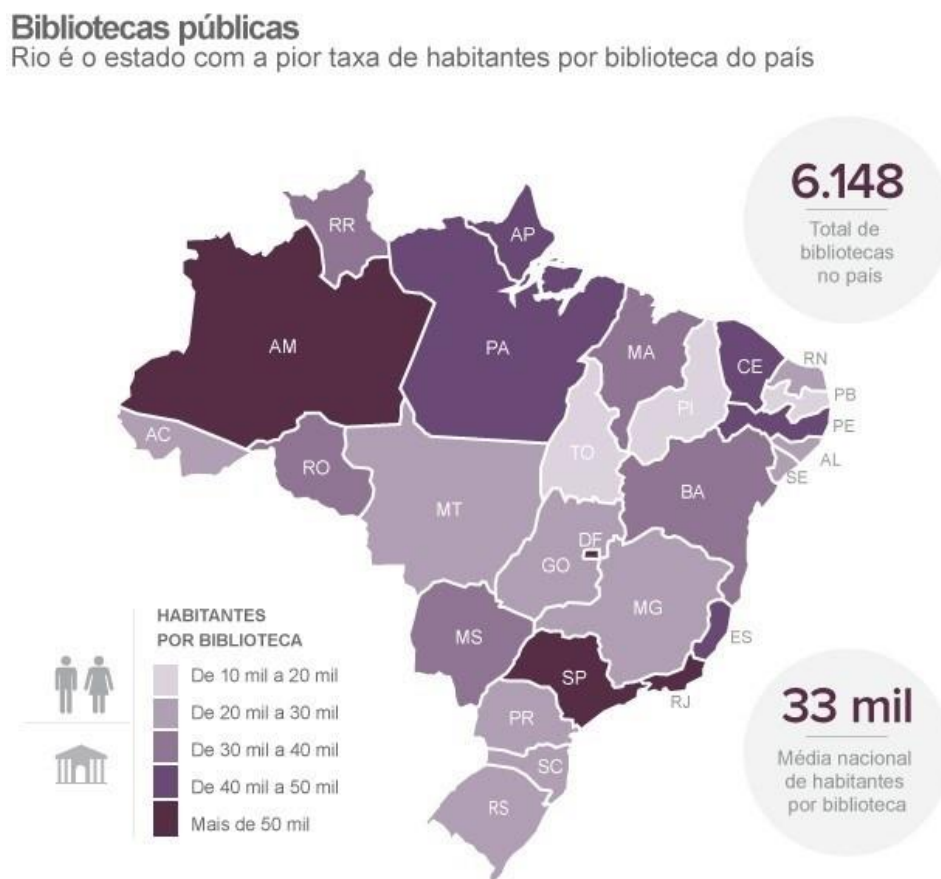 Bibliotecas públicas
Rio é o estado com a pior taxa de habitantes por biblioteca do país
6.148
Total de
bibliotecas
no país
RR
AP
AM
PA
MA
CE
RN
PI
PB
PE
AC
TO
AL
RO
SE
BA
MT
DF
GO
MG
MS
ES
SP
RJ
PR
SC
RS
HABITANTES
POR BIBLIOTECA
De 10 mil a 20 mil
De 20 mil a 30 mil
De 30 mil a 40 mil
De 40 mil a 50 mil
Mais de 50 mil
33 mil
Média nacional
de habitantes
por biblioteca